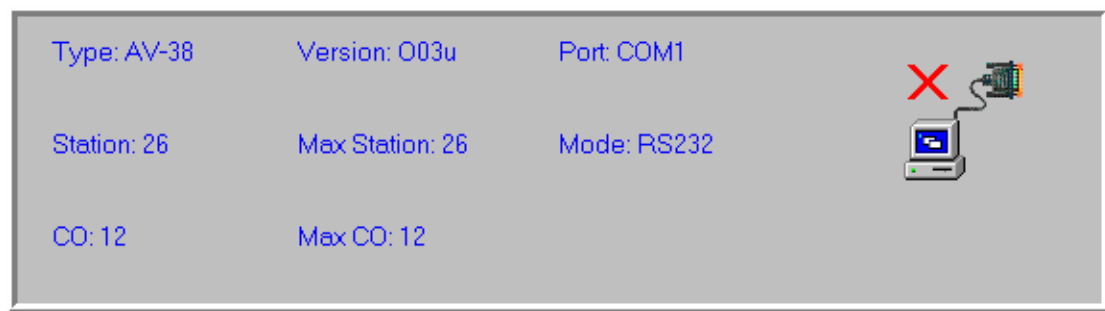 Type: AV-38 Version: O03u Port: COM1
Station: 26 Max Station: 26 Mode: RS232
CO: 12 Max CO: 12